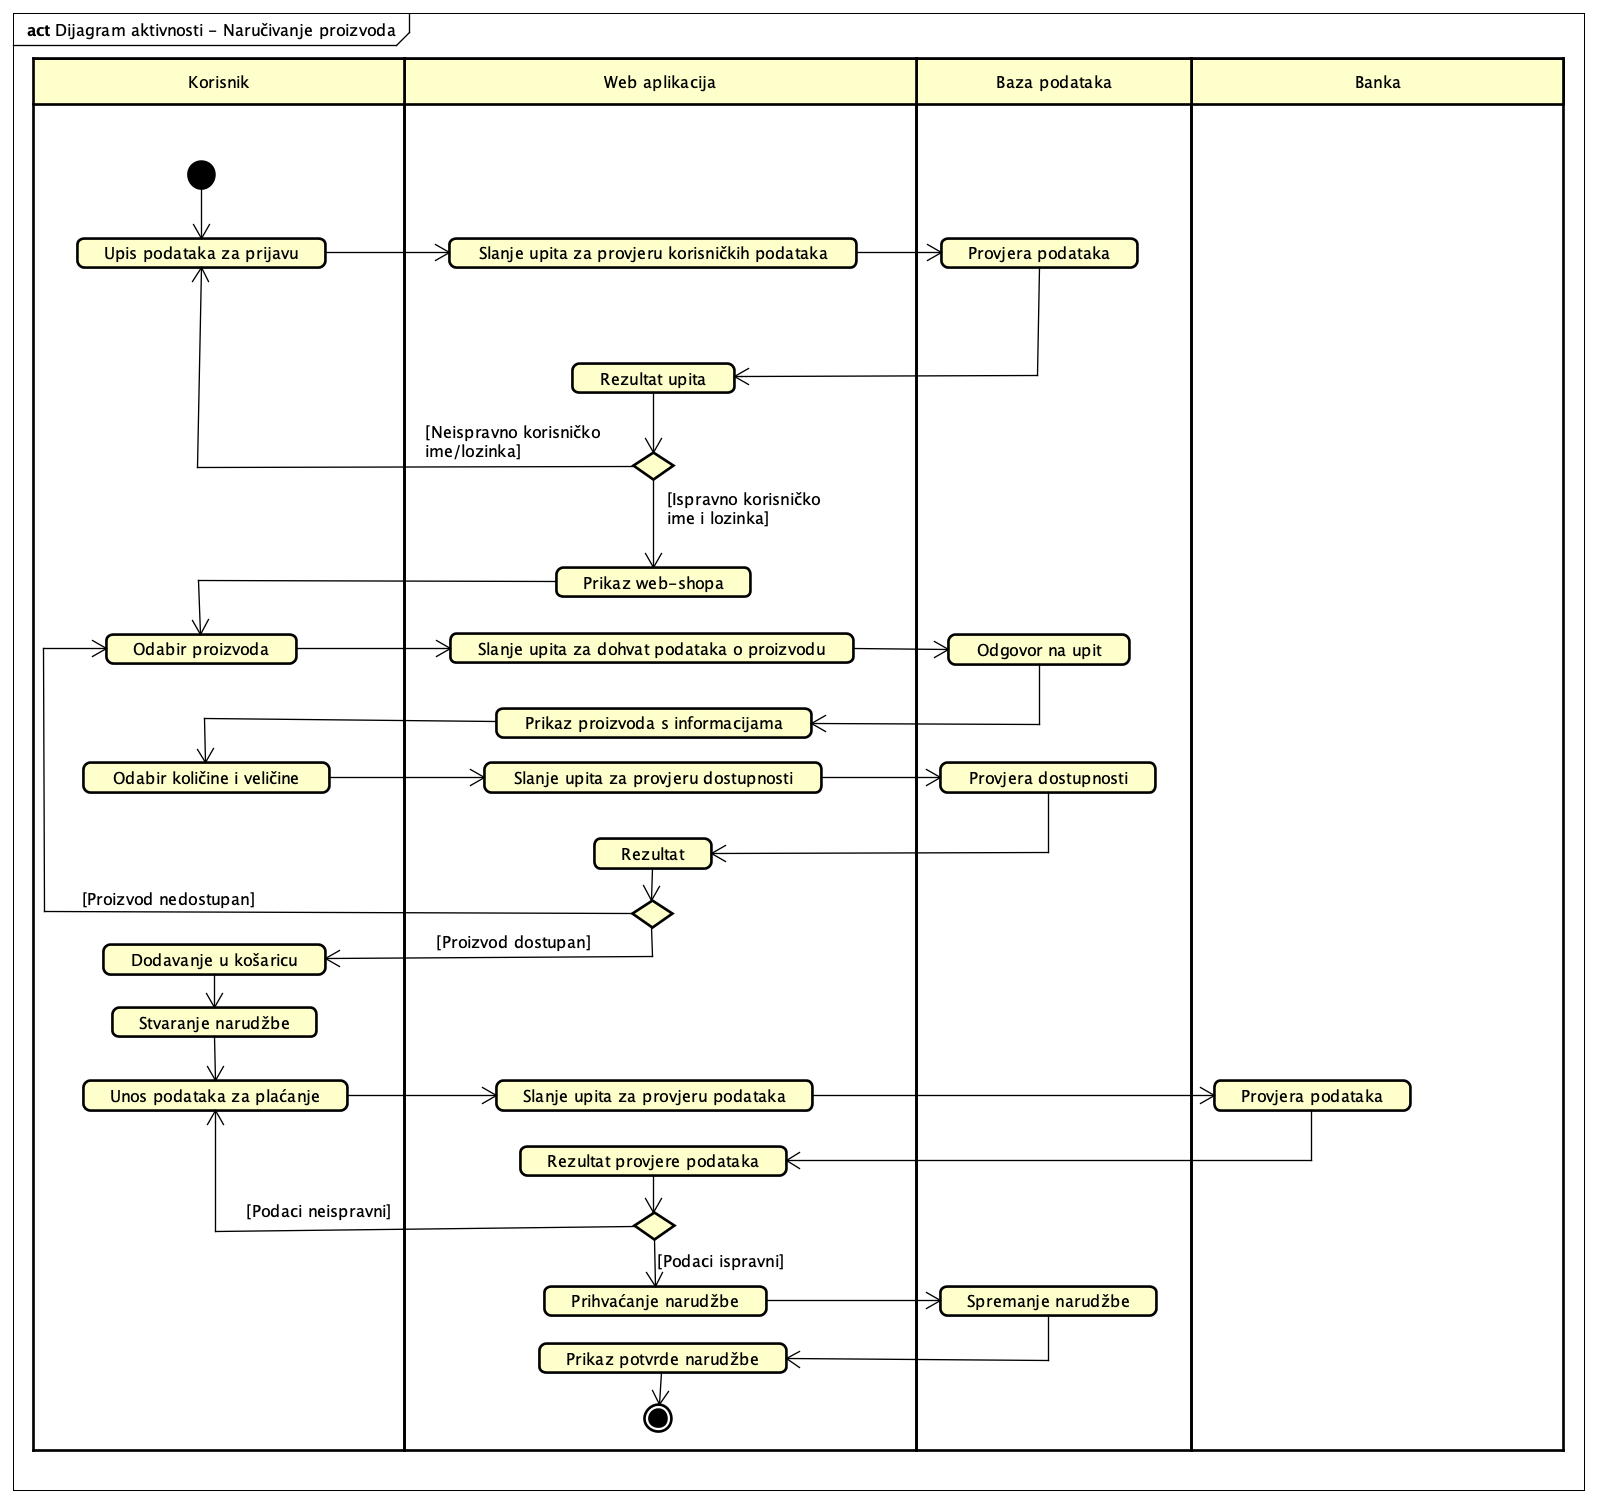 act Dijagram aktivnosti - Naručivanje proizvoda
Korisnik
Web aplikacija
Baza podataka
Banka
Upis podataka za prijavu
Slanje upita za provjeru korisničkih podataka
Provjera podataka
Rezultat upita
[Neispravno korisničko
ime/lozinka]
[Ispravno korisničko
ime i lozinka]
Prikaz web-shopa
Odabir proizvoda
Slanje upita za dohvat podataka o proizvodu
Odgovor na upit
Prikaz proizvoda s informacijama
Odabir količine i veličine
Slanje upita za provjeru dostupnosti
Provjera dostupnosti
Rezultat
[Proizvod nedostupan]
[Proizvod dostupan]
Dodavanje u košaricu
Stvaranje narudžbe
Unos podataka za plaćanje
Slanje upita za provjeru podataka
Provjera podataka
Rezultat provjere podataka
[Podaci neispravni]
[Podaci ispravni]
Prihvaćanje narudžbe
Spremanje narudžbe
Prikaz potvrde narudžbe